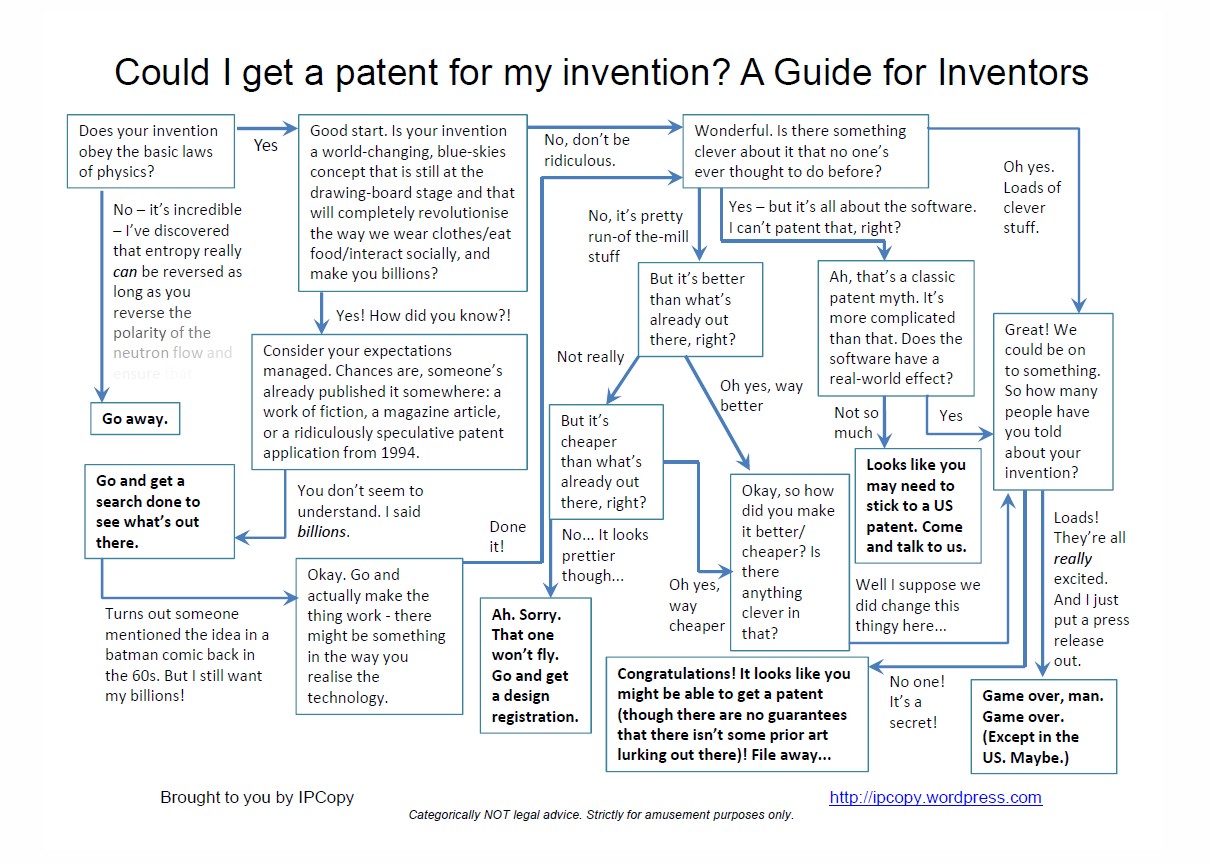 Could I get a patent for my invention? A Guide for Inventors
Does your invention
obey the basic laws
of physics?
Yes
Good start. Is your invention
a world-changing, blue-skies
concept that is still at the
drawing-board stage and that
will completely revolutionise
the way we wear clothes/eat
food/interact socially, and
make you billions?
No, don't be
ridiculous.
Wonderful. Is there something
clever about it that no one's
ever thought to do before?
Oh yes.
Loads of
clever
stuff.
No – it's incredible
– I've discovered
that entropy really
can be reversed as
long as you
reverse the
polarity of the
neutron flow and
ensure that
Go away.
Yes! How did you know?!
Consider your expectations
managed. Chances are, someone's
already published it somewhere: a
work of fiction, a magazine article,
or a ridiculously speculative patent
application from 1994.
You don't seem to
understand. I said
billions.
Go and get a
search done to
see what's out
there.
Turns out someone
mentioned the idea in a
batman comic back in
the 60s. But I still want
my billions!
Okay. Go and
actually make the
thing work - there
might be something
in the way you
realise the
technology.
Done
it!
No, it's pretty
run-of the-mill
stuff
Yes – but it's all about the software.
I can't patent that, right?
But it's better
than what's
already out
there, right?
Ah, that's a classic
patent myth. It's
more complicated
than that. Does the
software have a
real-world effect?
Not really
Oh yes, way
better
But it's
cheaper
than what's
already out
there, right?
No... It looks
prettier
though...
Ah. Sorry.
That one
won't fly.
Go and get
a design
registration.
Oh yes,
way
cheaper
Okay, so how
did you make
it better/
cheaper? Is
there
anything
clever in
that?
Not so
much
Yes
Looks like you
may need to
stick to a US
patent. Come
and talk to us.
Well I suppose we
did change this
thingy here...
Great! We
could be on
to something.
So how many
people have
you told
about your
invention?
Loads!
They're all
really
excited.
And I just
put a press
release
out.
No one!
It's a
secret!
Congratulations! It looks like you
might be able to get a patent
(though there are no guarantees
that there isn't some prior art
lurking out there)! File away...
Game over, man.
Game over.
(Except in the
US. Maybe.)
Brought to you by IPCopy
http://ipcopy.wordpress.com
Categorically NOT legal advice. Strictly for amusement purposes only.